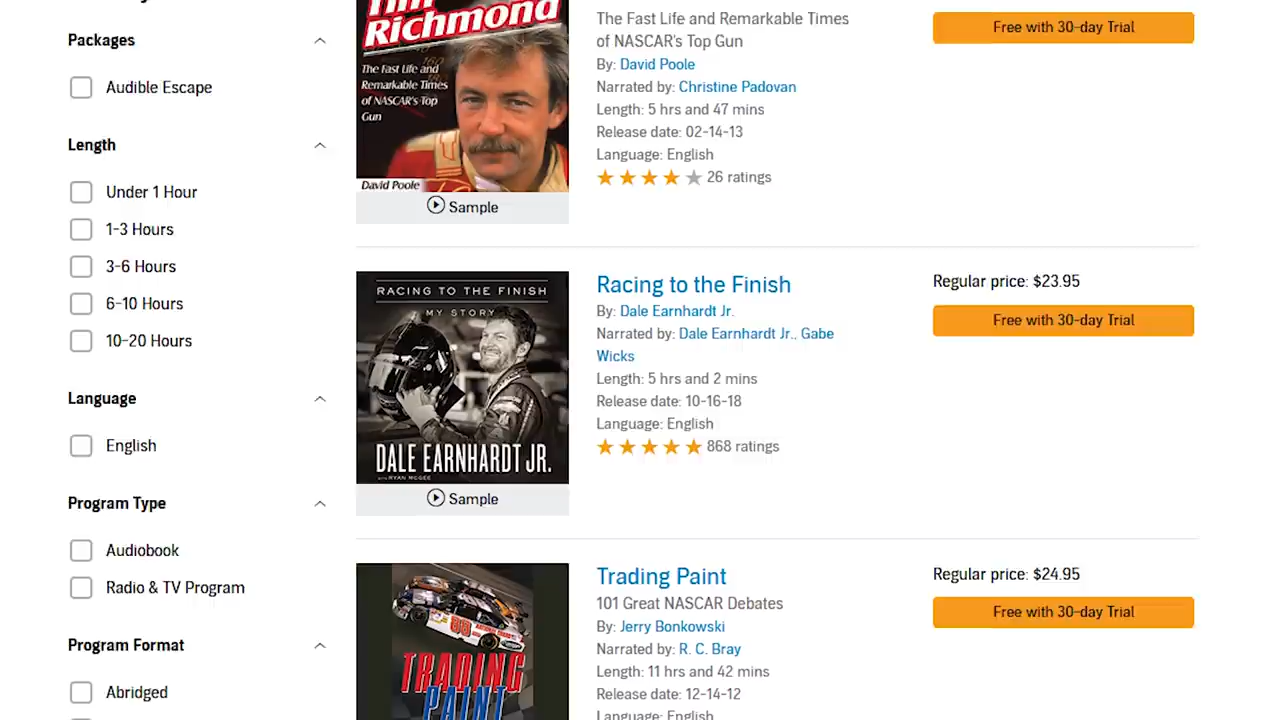 Packages
Audible Escape
Length
Under 1 Hour
1-3 Hours
3-6 Hours
6-10 Hours
10-20 Hours
Language
English
Program Type
Audiobook
Radio & TV Program
Program Format
Abridged
Tim
Richmond
The Fast Life and
Remarkable Times
of NASCAR's Top
Gun
David Poole
Sample
The Fast Life and Remarkable Times
of NASCAR's Top Gun
By: David Poole
Narrated by: Christine Padovan
Length: 5 hrs and 47 mins
Release date: 02-14-13
Language: English
26 ratings
Free with 30-day Trial
RACING TO THE FINISH
MY STORY
DALE EARNHARDT JR.
WITH RYAN MCGEE
Sample
Racing to the Finish
By: Dale Earnhardt Jr.
Narrated by: Dale Earnhardt Jr., Gabe
Wicks
Length: 5 hrs and 2 mins
Release date: 10-16-18
Language: English
868 ratings
Regular price: $23.95
Free with 30-day Trial
88
TRADING
PAINT
Trading Paint
101 Great NASCAR Debates
By: Jerry Bonkowski
Narrated by: R. C. Bray
Length: 11 hrs and 42 mins
Release date: 12-14-12
Language: English
Regular price: $24.95
Free with 30-day Trial